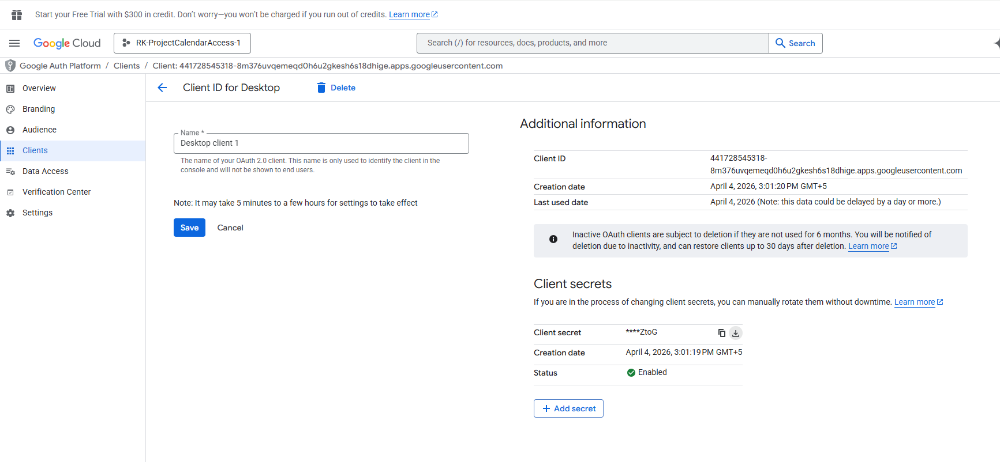 Start your Free Trial with $300 in credit. Don't worry—you won't be charged if you run out of credits. Learn more
Google Cloud
RK-ProjectCalendarAccess-1
Search (/) for resources, docs, products, and more
Search
Google Auth Platform / Clients / Client: 441728545318-8m376uvqemeqd0h6u2gkesh6s18dhige.apps.googleusercontent.com
Overview
Branding
Audience
Clients
Data Access
Verification Center
Settings
Client ID for Desktop
Delete
Name *
Desktop client 1
The name of your OAuth 2.0 client. This name is only used to identify the client in the
console and will not be shown to end users.
Note: It may take 5 minutes to a few hours for settings to take effect
Save
Cancel
Additional information
Client ID
441728545318-
8m376uvqemeqd0h6u2gkesh6s18dhige.apps.googleusercontent.com
Creation date
April 4, 2026, 3:01:20 PM GMT+5
Last used date
April 4, 2026 (Note: this data could be delayed by a day or more.)
Inactive OAuth clients are subject to deletion if they are not used for 6 months. You will be notified of
deletion due to inactivity, and can restore clients up to 30 days after deletion. Learn more
Client secrets
If you are in the process of changing client secrets, you can manually rotate them without downtime. Learn more
Client secret
****ZtoG
Creation date
April 4, 2026, 3:01:19 PM GMT+5
Status
Enabled
+ Add secret